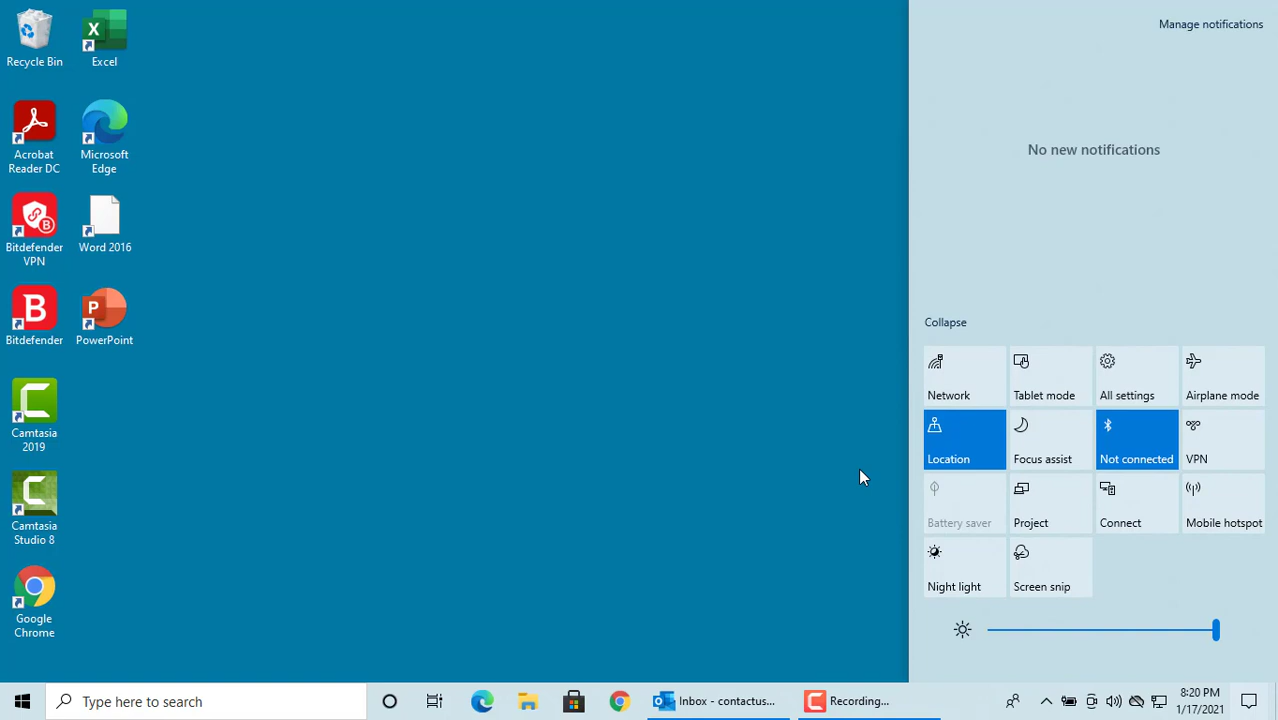 Recycle Bin
Excel
Acrobat
Reader DC
Microsoft
Edge
Bitdefender
VPN
Word 2016
Bitdefender
PowerPoint
Camtasia
2019
Camtasia
Studio 8
Google
Chrome
Manage notifications
No new notifications
Collapse
Network
Tablet mode
All settings
Airplane mode
Location
Focus assist
Not connected
VPN
Battery saver
Project
Connect
Mobile hotspot
Night light
Screen snip
Type here to search
Inbox - contactus...
Recording...
8:20 PM
1/17/2021